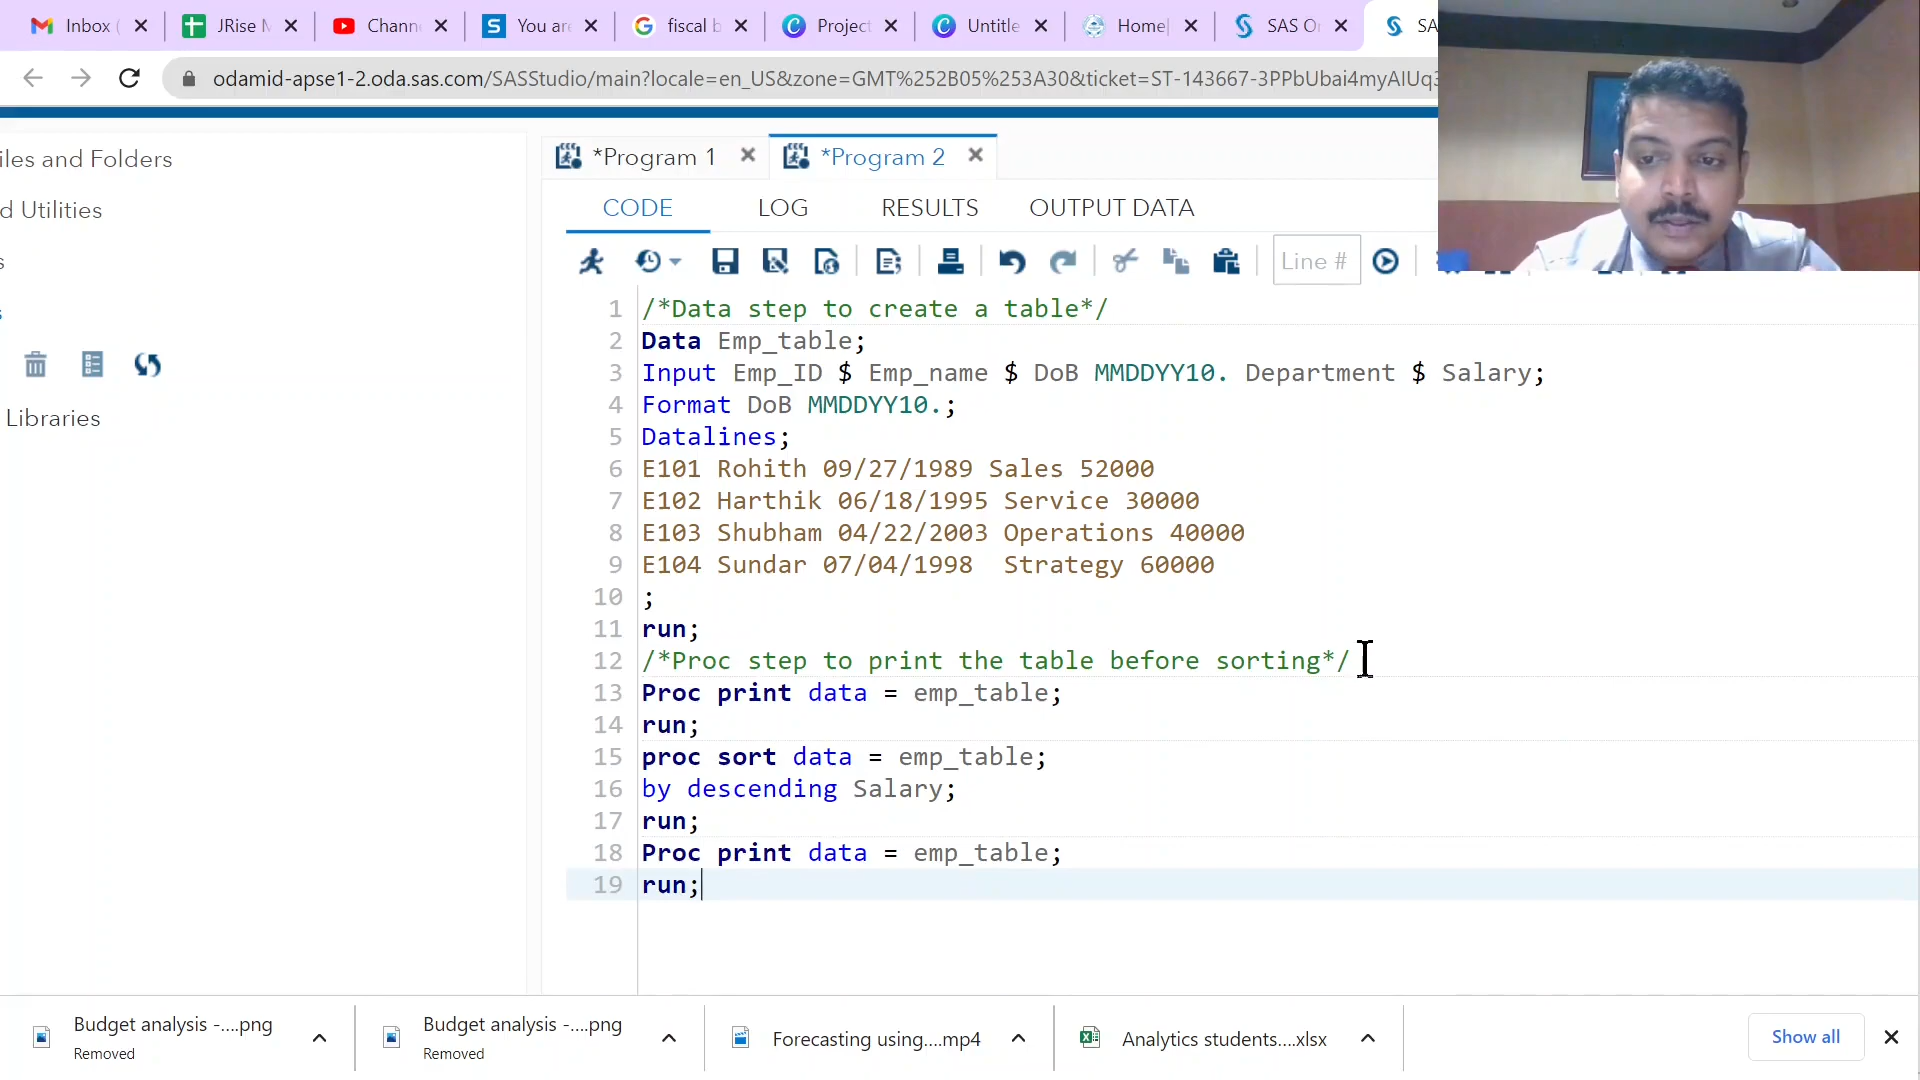 Inbox (
JRise M
Chann
You are
fiscal b
Project
Untitle
Home|
SAS O
SA
odamid-apse1-2.oda.sas.com/SASStudio/main?locale=en_US&zone=GMT%252B05%253A30&ticket=ST-143667-3PPbUbai4myAIUq3
iles and Folders
d Utilities
s
s
Libraries
*Program 1
*Program 2
CODE LOG RESULTS OUTPUT DATA
Line #
1 /*Data step to create a table*/
2 Data Emp_table;
3 Input Emp_ID $ Emp_name $ DoB MMDDYY10. Department $ Salary;
4 Format DoB MMDDYY10.;
5 Datalines;
6 E101 Rohith 09/27/1989 Sales 52000
7 E102 Harthik 06/18/1995 Service 30000
8 E103 Shubham 04/22/2003 Operations 40000
9 E104 Sundar 07/04/1998  Strategy 60000
10 ;
11 run;
12 /*Proc step to print the table before sorting*/
13 Proc print data = emp_table;
14 run;
15 proc sort data = emp_table;
16 by descending Salary;
17 run;
18 Proc print data = emp_table;
19 run;
Budget analysis -....png
Removed
Budget analysis -....png
Removed
Forecasting using....mp4
Analytics students....xlsx
Show all